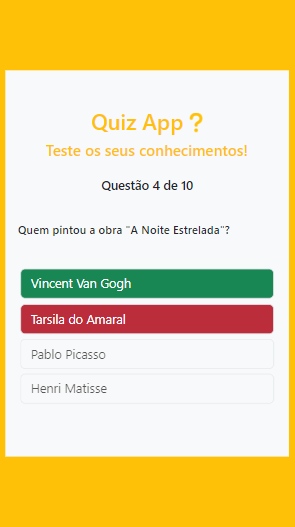 Quiz App ?
Teste os seus conhecimentos!
Questão 4 de 10
Quem pintou a obra "A Noite Estrelada"?
Vincent Van Gogh
Tarsila do Amaral
Pablo Picasso
Henri Matisse